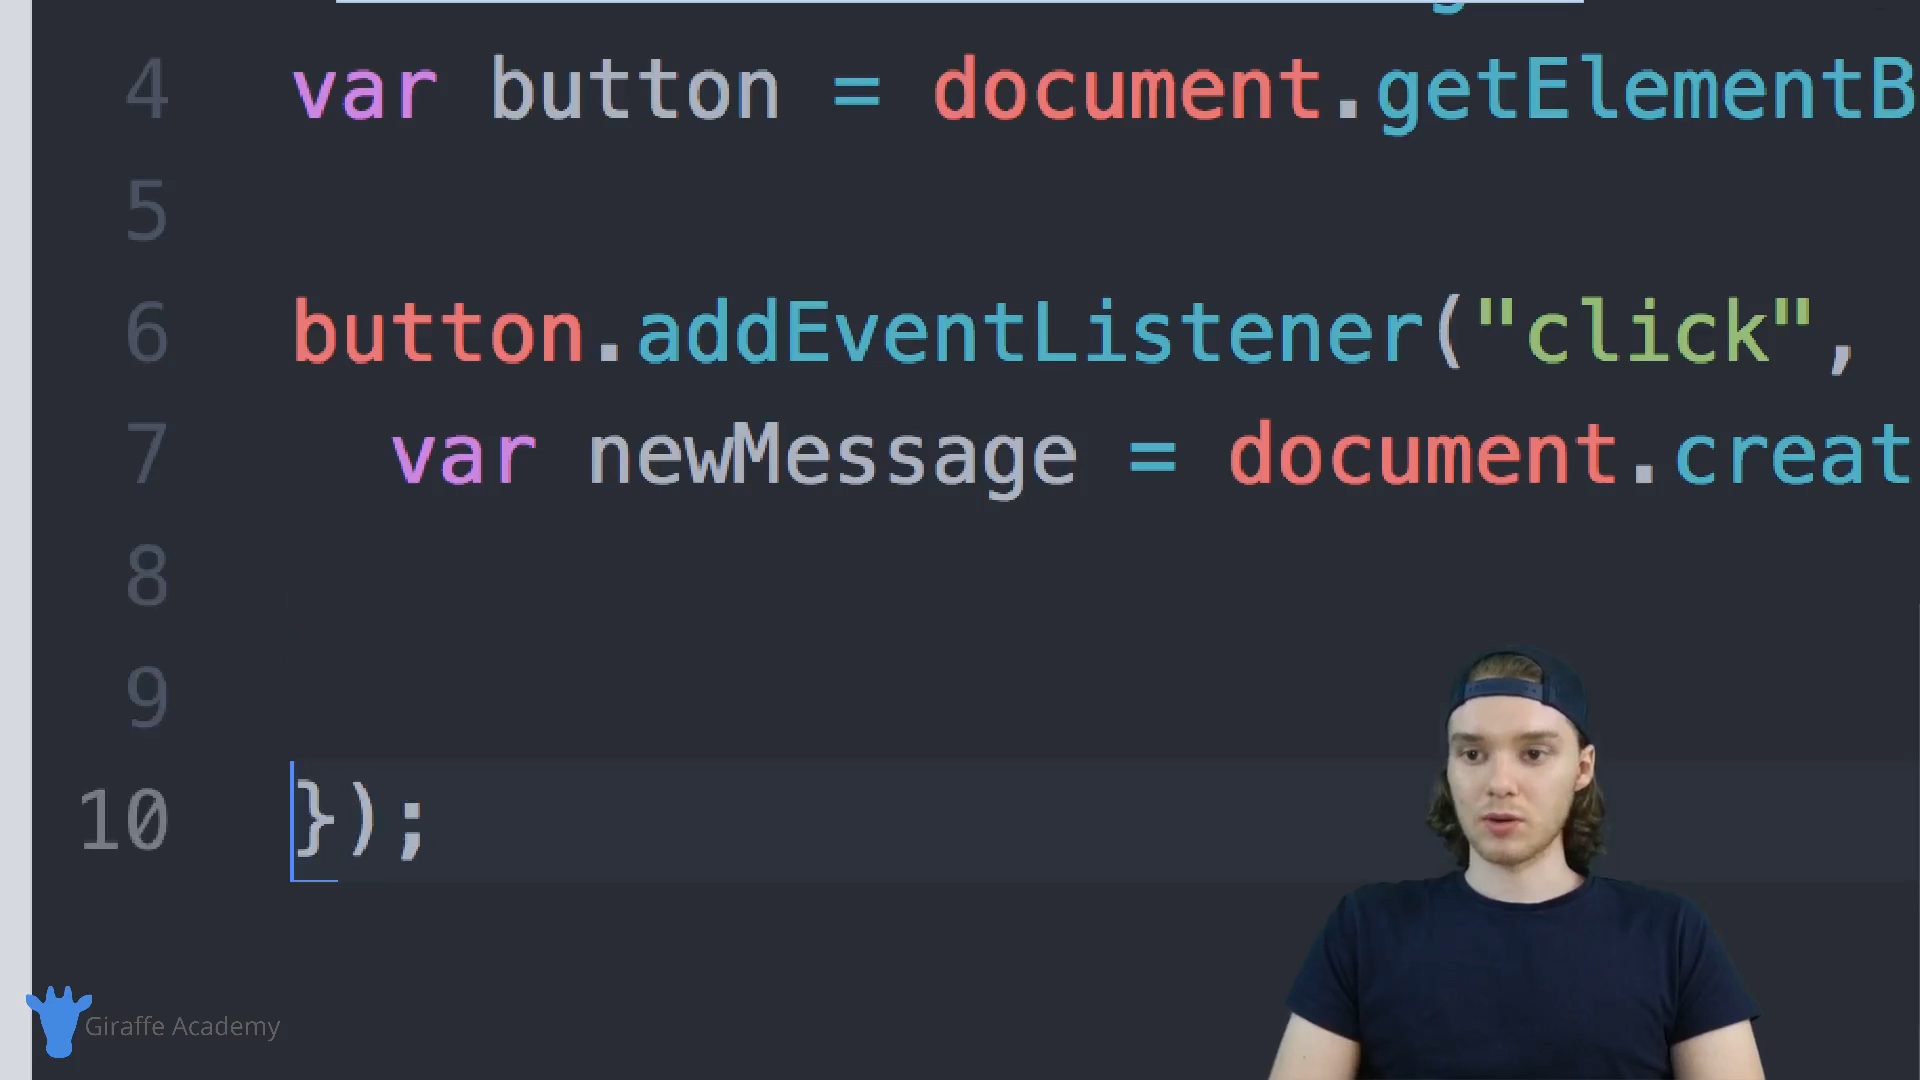 4 var button = document.getElementB
5
6 button.addEventListener("click",
7 var newMessage = document.creat
8
9
10 });
Giraffe Academy